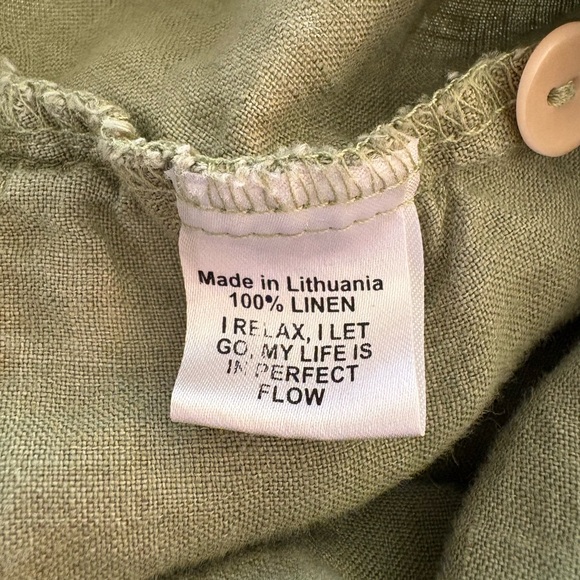 Made in Lithuania
100% LINEN
I RELAX, I LET
GO, MY LIFE IS
IN PERFECT
FLOW